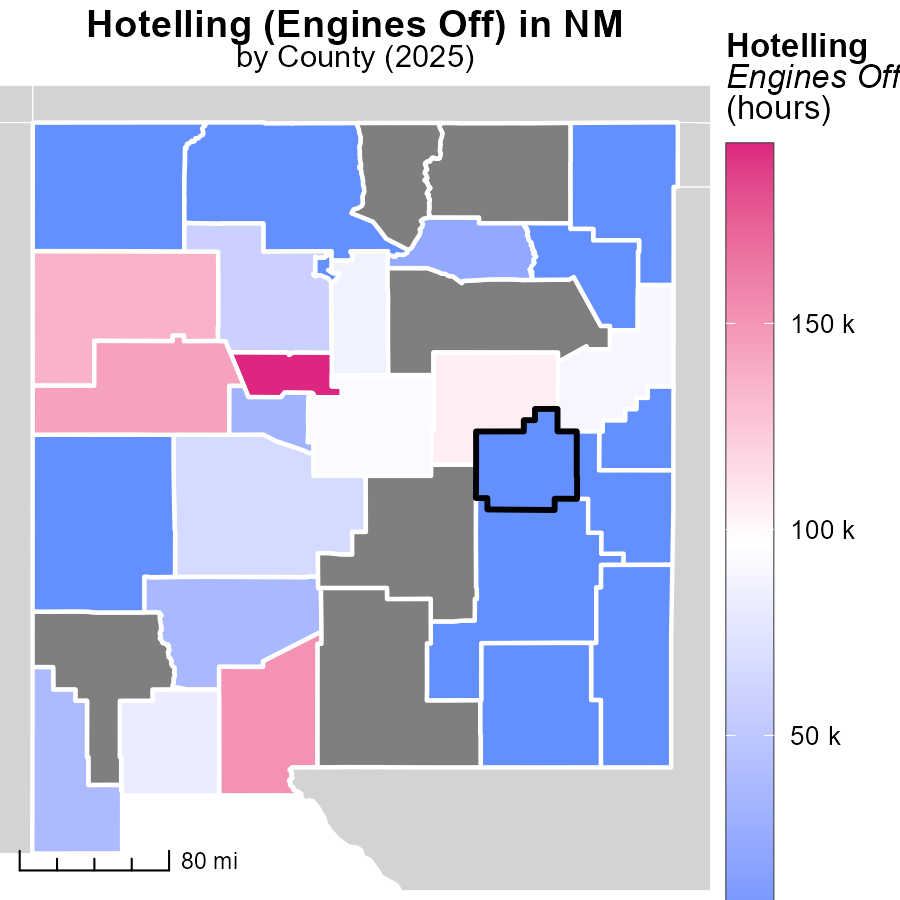 Hotelling (Engines Off) in NM
by County (2025)
Hotelling
Engines Off
(hours)
150 k
100 k
50 k
80 mi